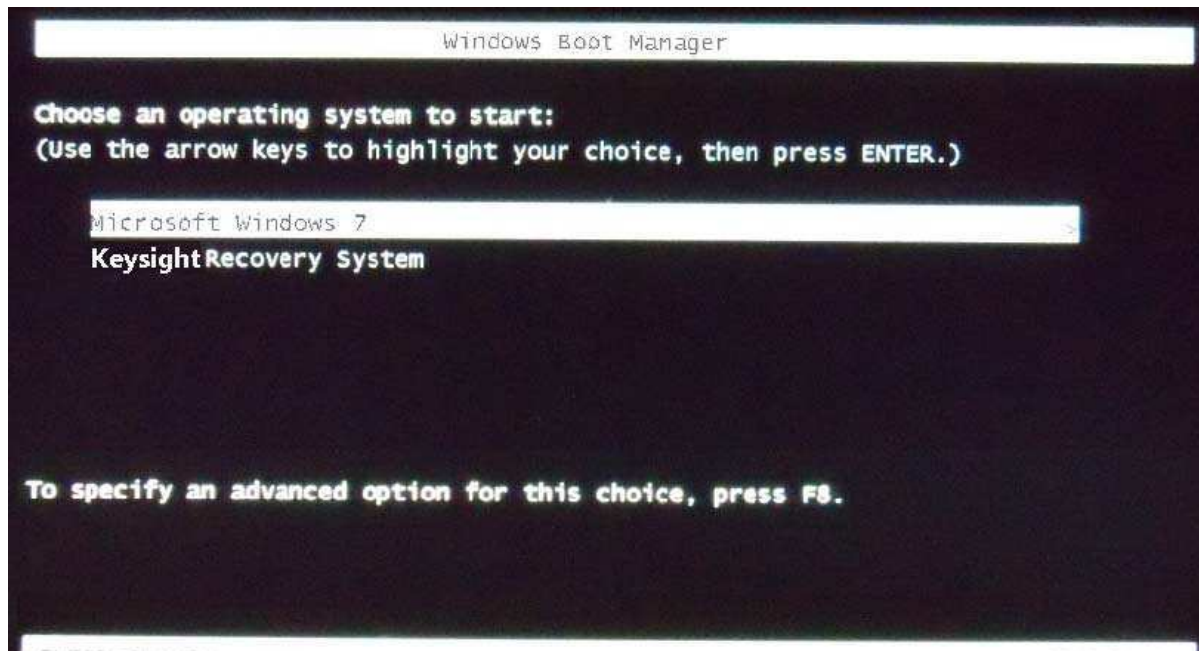 Windows Boot Manager
Choose an operating system to start:
(Use the arrow keys to highlight your choice, then press ENTER.)
Microsoft Windows 7 >
Keysight Recovery System
To specify an advanced option for this choice, press F8.